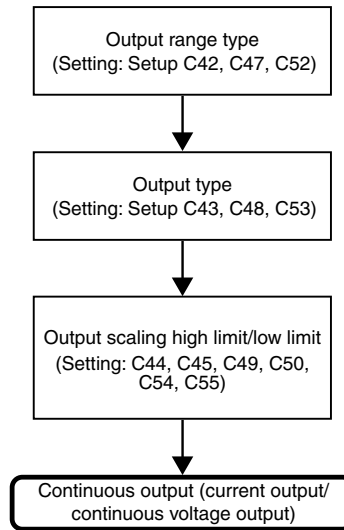 Output range type
(Setting: Setup C42, C47, C52)
Output type
(Setting: Setup C43, C48, C53)
Output scaling high limit/low limit
(Setting: C44, C45, C49, C50,
C54, C55)
Continuous output (current output/
continuous voltage output)